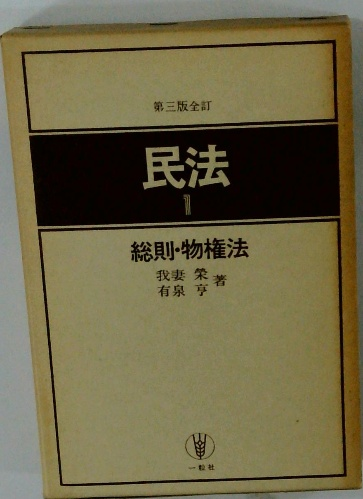 第三版全訂
民法
1
総則・物権法
我妻 榮
有泉 亨 著
一粒社